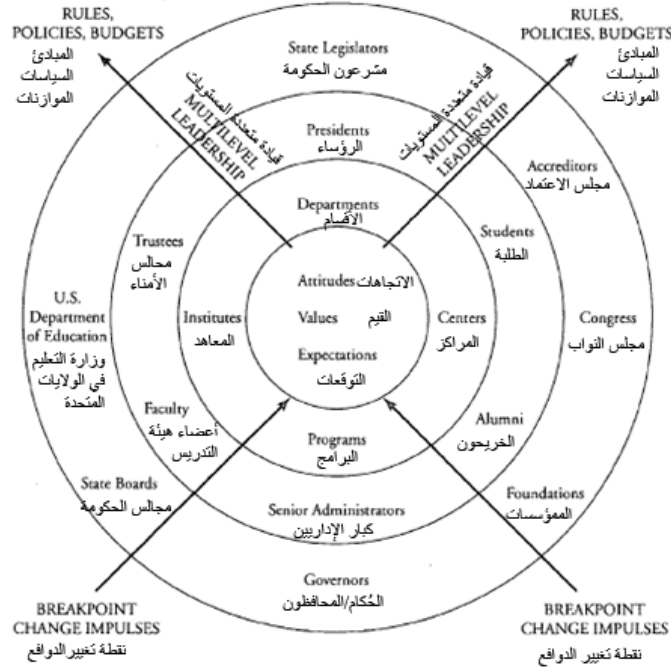 RULES,
POLICIES, BUDGETS
المبادئ
السياسات
الموازنات
RULES,
POLICIES, BUDGETS
المبادئ
السياسات
الموازنات
State Legislators
مشرعون الحكومة
قيادة متعددة المستويات
MULTILEVEL
LEADERSHIP
قيادة متعددة المستويات
MULTILEVEL
LEADERSHIP
Presidents
الرؤساء
Accreditors
مجلس الاعتماد
Departments
الأقسام
Trustees
مجالس
الأمناء
Students
الطلبة
Attitudes الاتجاهات
Values القيم
Expectations
التوقعات
U.S.
Department
of Education
وزارة التعليم
في الولايات
المتحدة
Institutes
المعاهد
Centers
المراكز
Congress
مجلس النواب
Faculty
أعضاء هيئة
التدريس
Alumni
الخريجون
Programs
البرامج
State Boards
مجالس الحكومة
Senior Administrators
كبار الإداريين
Foundations
الممؤسسات
Governors
الحُكام/المحافظون
BREAKPOINT
CHANGE IMPULSES
نقطة تغيير الدوافع
BREAKPOINT
CHANGE IMPULSES
نقطة تغيير الدوافع